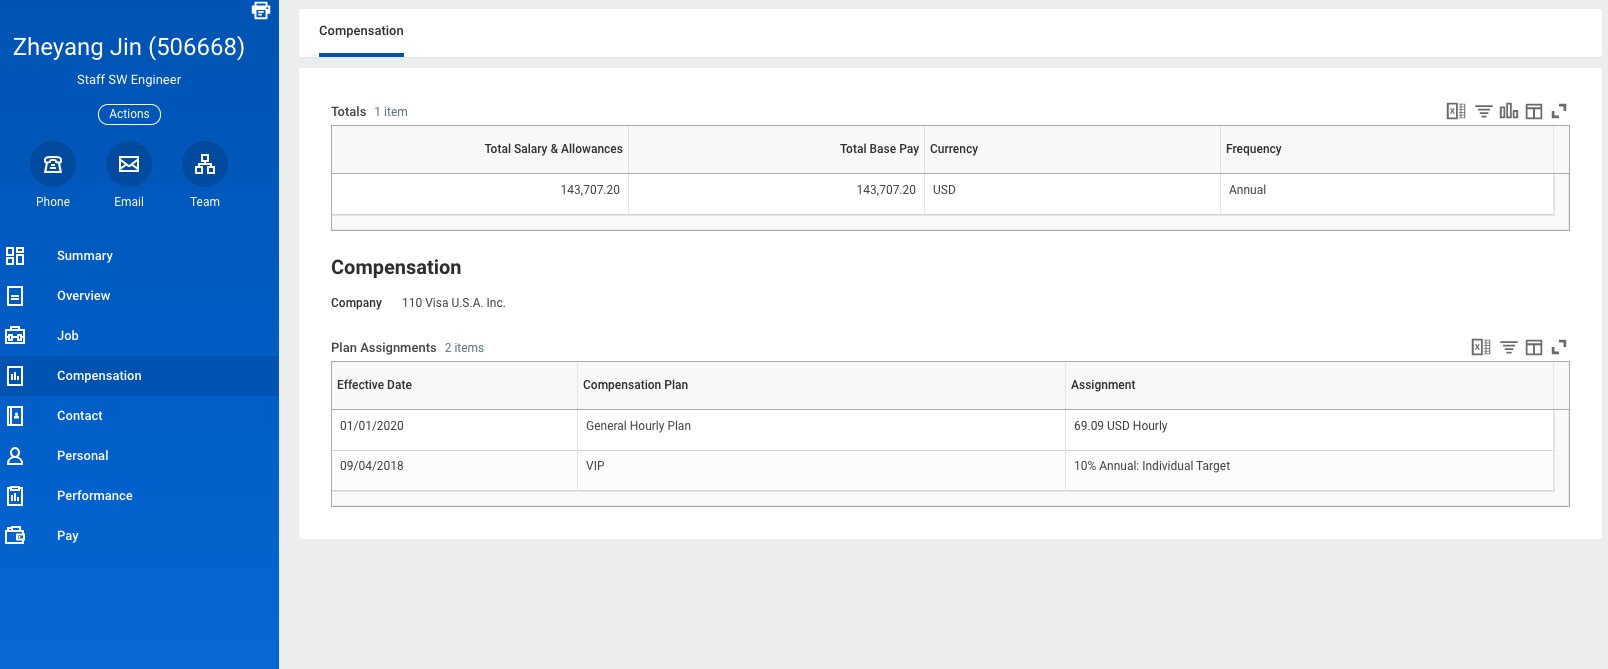 Zheyang Jin (506668)
Staff SW Engineer
Actions
Phone Email Team
Summary
Overview
Job
Compensation
Contact
Personal
Performance
Pay
Compensation
Totals 1 item
Total Salary & Allowances Total Base Pay Currency Frequency
143,707.20 143,707.20 USD Annual
Compensation
Company 110 Visa U.S.A. Inc.
Plan Assignments 2 items
Effective Date Compensation Plan Assignment
01/01/2020 General Hourly Plan 69.09 USD Hourly
09/04/2018 VIP 10% Annual: Individual Target